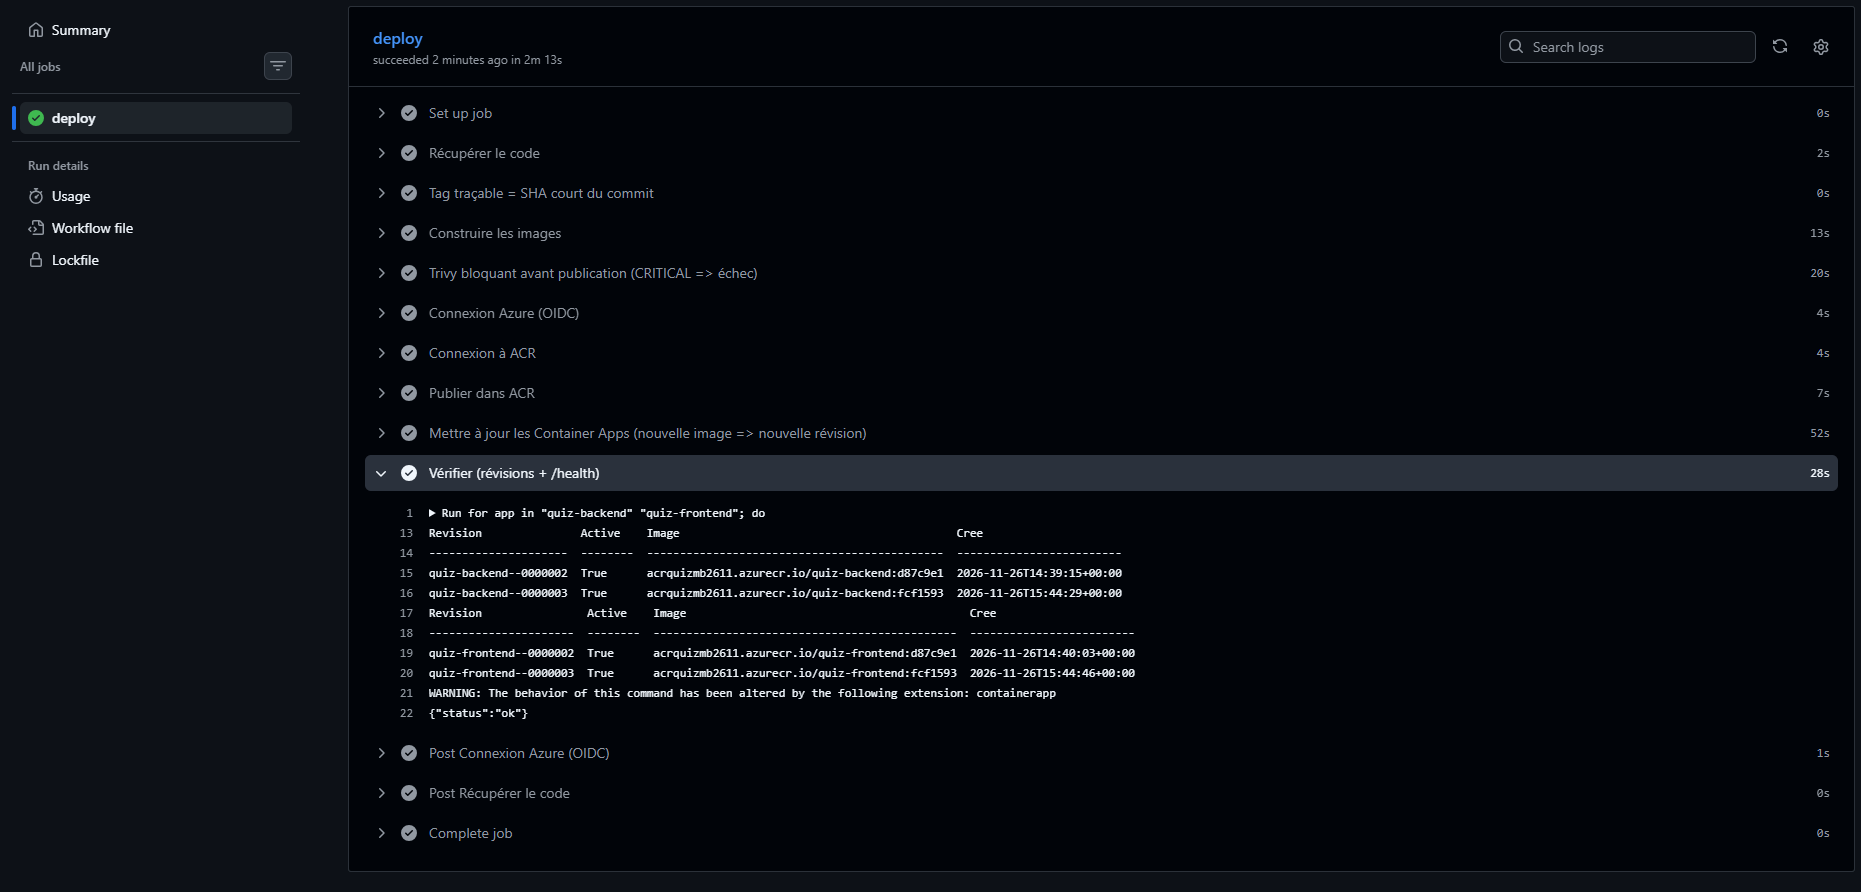 Summary
All jobs
deploy
Run details
Usage
Workflow file
Lockfile
deploy
succeeded 2 minutes ago in 2m 13s
Search logs
Set up job 0s
Récupérer le code 2s
Tag traçable = SHA court du commit 0s
Construire les images 13s
Trivy bloquant avant publication (CRITICAL => échec) 20s
Connexion Azure (OIDC) 4s
Connexion à ACR 4s
Publier dans ACR 7s
Mettre à jour les Container Apps (nouvelle image => nouvelle révision) 52s
Vérifier (révisions + /health) 28s
1 Run for app in "quiz-backend" "quiz-frontend"; do
13 Revision Active Image Cree
14 --------------------- -------- --------------------------------------------- -------------------------
15 quiz-backend--0000002 True acrquizmb2611.azurecr.io/quiz-backend:d87c9e1 2026-11-26T14:39:15+00:00
16 quiz-backend--0000003 True acrquizmb2611.azurecr.io/quiz-backend:fcf1593 2026-11-26T15:44:29+00:00
17 Revision Active Image Cree
18 ---------------------- -------- ---------------------------------------------- -------------------------
19 quiz-frontend--0000002 True acrquizmb2611.azurecr.io/quiz-frontend:d87c9e1 2026-11-26T14:40:03+00:00
20 quiz-frontend--0000003 True acrquizmb2611.azurecr.io/quiz-frontend:fcf1593 2026-11-26T15:44:46+00:00
21 WARNING: The behavior of this command has been altered by the following extension: containerapp
22 {"status":"ok"}
Post Connexion Azure (OIDC) 1s
Post Récupérer le code 0s
Complete job 0s